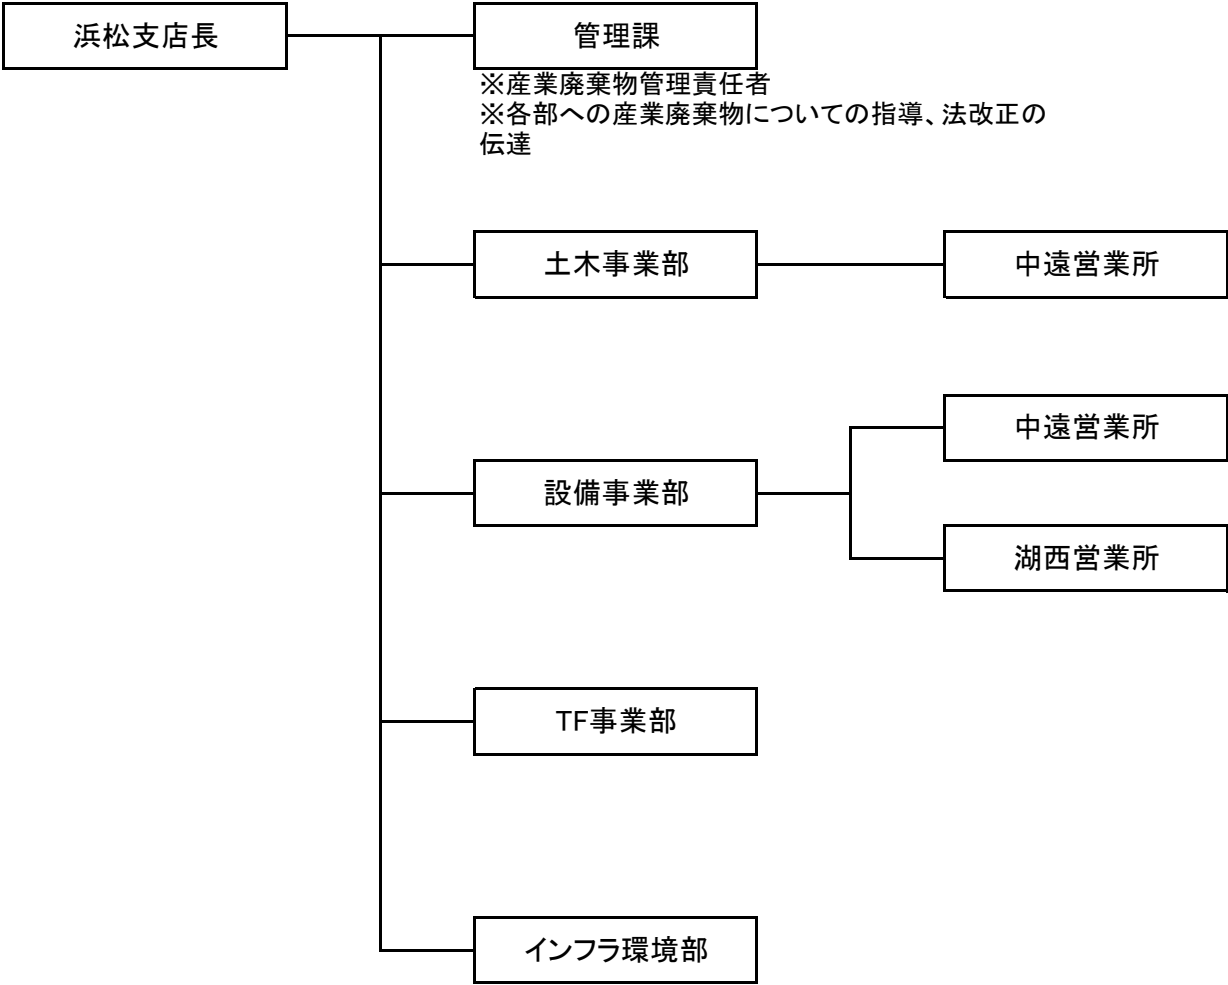 浜松支店長
管理課
※産業廃棄物管理責任者
※各部への産業廃棄物についての指導、法改正の
伝達
土木事業部
中遠営業所
中遠営業所
設備事業部
湖西営業所
TF事業部
インフラ環境部